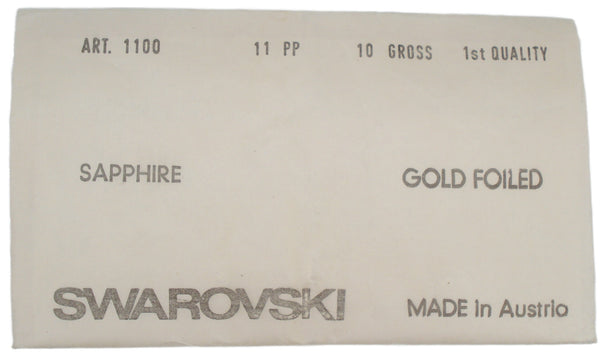 ART. 1100 11 PP 10 GROSS 1st QUALITY
SAPPHIRE GOLD FOILED
SWAROVSKI MADE in Austria